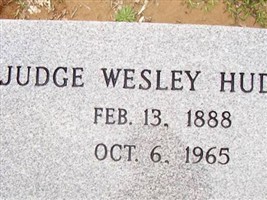 JUDGE WESLEY HUD
FEB. 13, 1888
OCT. 6, 1965